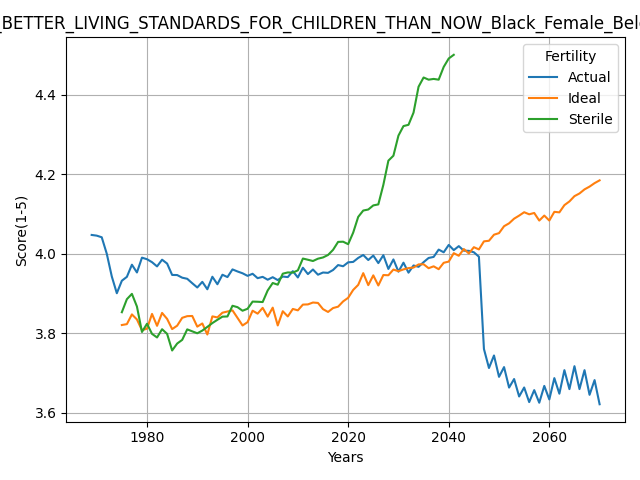 _BETTER_LIVING_STANDARDS_FOR_CHILDREN_THAN_NOW_Black_Female_Bel
Fertility
Actual
Ideal
Sterile
Score(1-5)
4.4
4.2
4.0
3.8
3.6
1980 2000 2020 2040 2060
Years